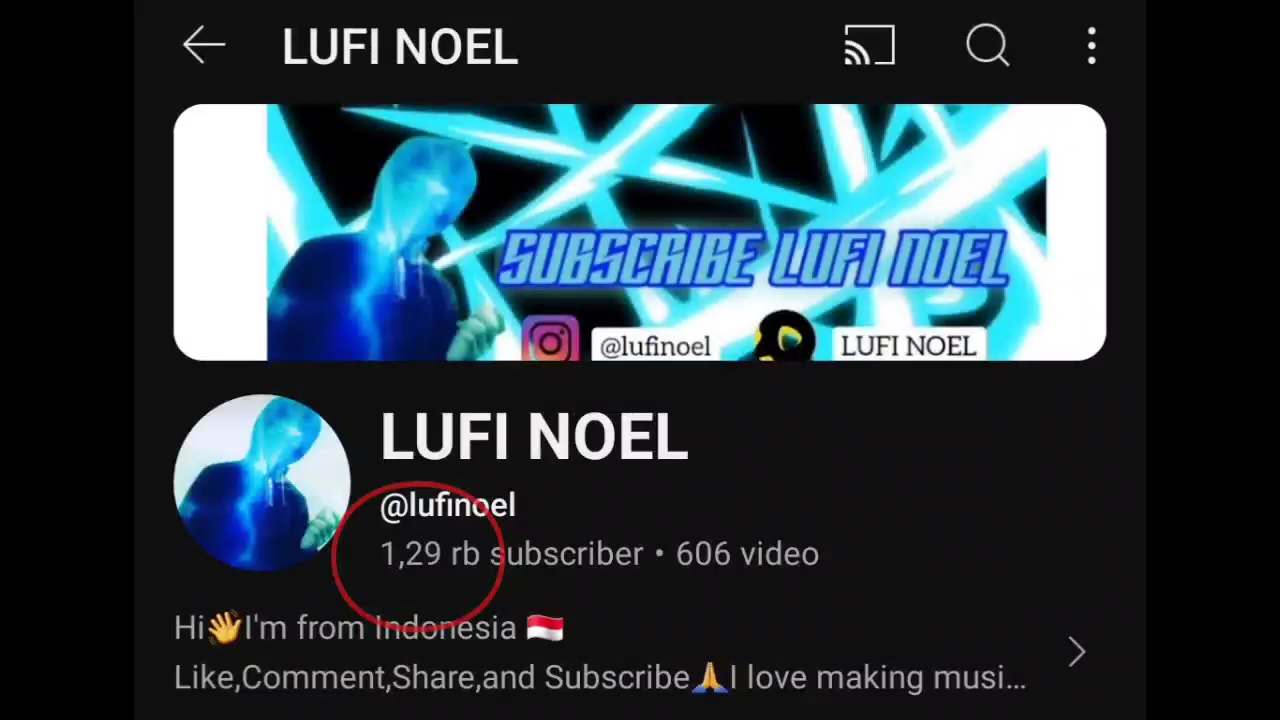 LUFI NOEL
SUBSCRIBE LUFI NOEL
@lufinoel LUFI NOEL
LUFI NOEL
@lufinoel
1,29 rb subscriber • 606 video
Hi👋I'm from Indonesia 🇮🇩
Like,Comment,Share,and Subscribe🙏I love making musi...